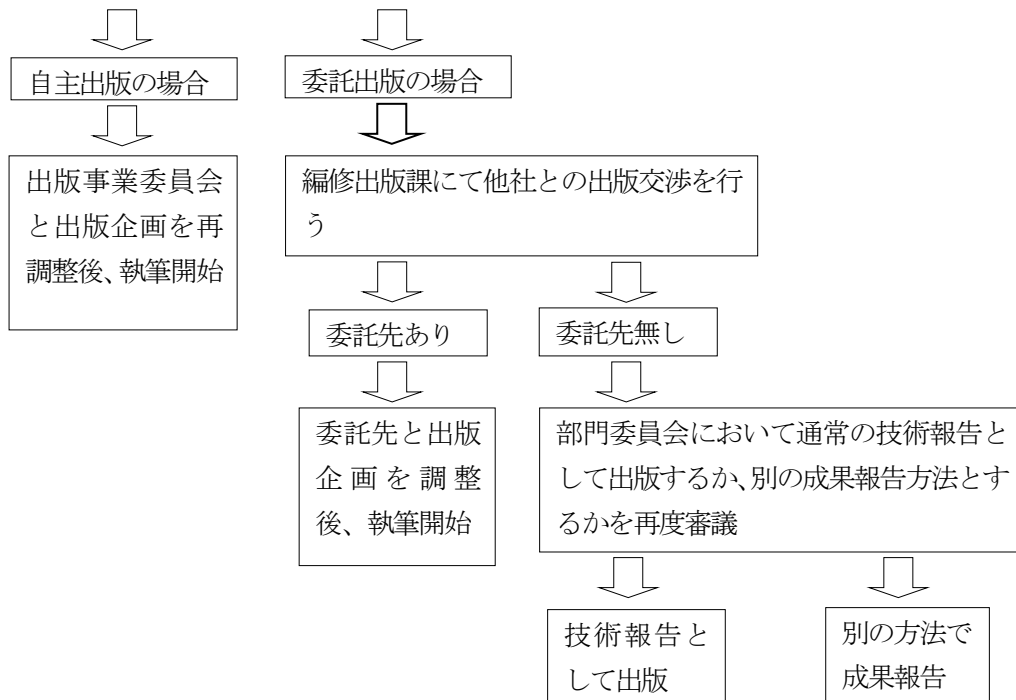 自主出版の場合
委託出版の場合
出版事業委員会
と出版企画を再
調整後、執筆開始
編修出版課にて他社との出版交渉を行
う
委託先あり
委託先無し
委託先と出版
企画を調整
後、執筆開始
部門委員会において通常の技術報告と
して出版するか、別の成果報告方法とす
るかを再度審議
技術報告と
して出版
別の方法で
成果報告